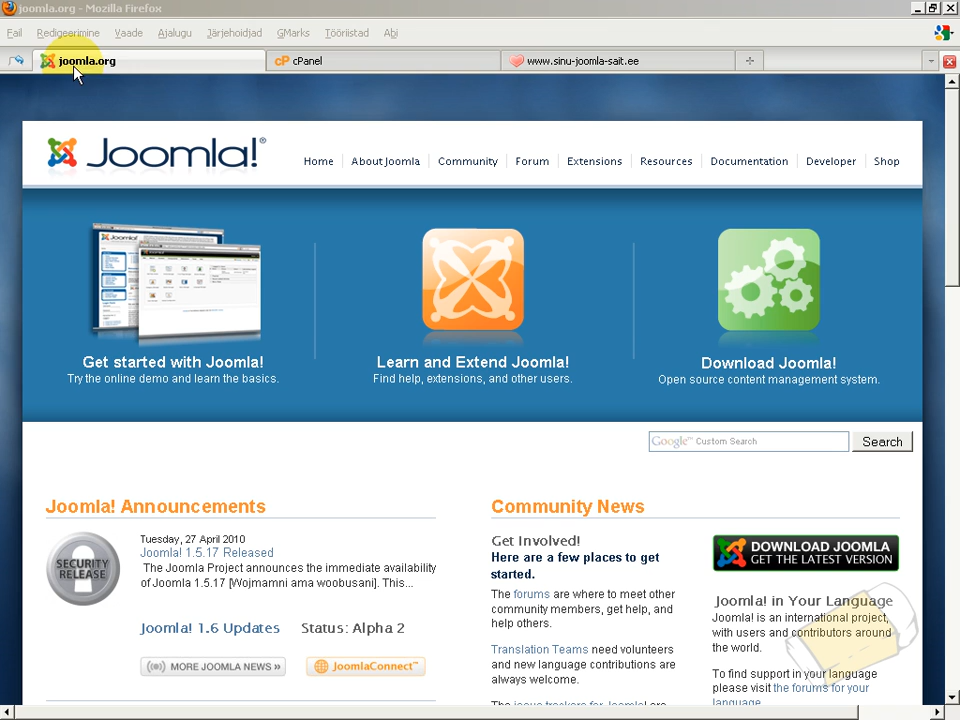 joomla.org - Mozilla Firefox
Fail Redigeerimine Vaade Ajalugu Järjehoidjad GMarks Tööriistad Abi
joomla.org cPanel www.sinu-joomla-sait.ee
Joomla!® Home About Joomla Community Forum Extensions Resources Documentation Developer Shop
Get started with Joomla!
Try the online demo and learn the basics.
Learn and Extend Joomla!
Find help, extensions, and other users.
Download Joomla!
Open source content management system.
Google™ Custom Search Search
Joomla! Announcements
SECURITY
RELEASE
Tuesday, 27 April 2010
Joomla! 1.5.17 Released
The Joomla Project announces the immediate availability
of Joomla 1.5.17 [Wojmamni ama woobusani]. This...
Joomla! 1.6 Updates Status: Alpha 2
MORE JOOMLA NEWS » JoomlaConnect™
Community News
Get Involved!
Here are a few places to get
started.
The forums are where to meet other
community members, get help, and
help others.
Translation Teams need volunteers
and new language contributions are
always welcome.
The issue trackers for Joomla! are
DOWNLOAD JOOMLA
GET THE LATEST VERSION
Joomla! in Your Language
Joomla! is an international project,
with users and contributors around
the world.
To find support in your language
please visit the forums for your
language.